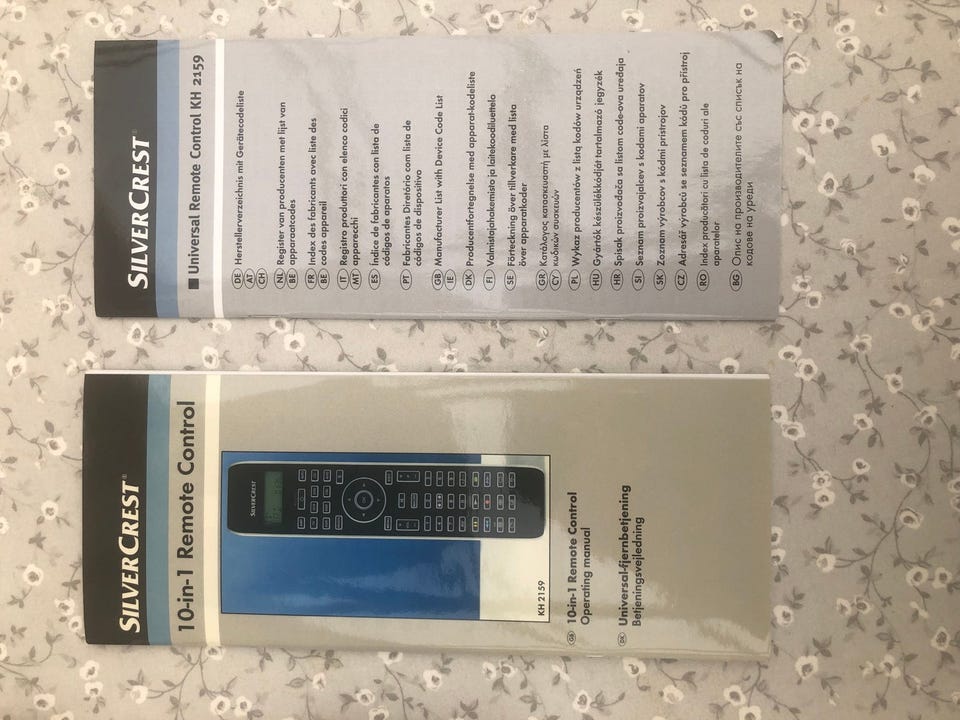 SILVERCREST®
10-in-1 Remote Control
SILVERCREST
KH 2159
GB 10-in-1 Remote Control
Operating manual
DK Universal-fjernbetjening
Betjeningsvejledning
SILVERCREST®
Universal Remote Control KH 2159
DE Herstellerverzeichnis mit Gerätecodeliste
AT
CH
NL Register van producenten met lijst van
BE apparaatcodes
FR Index des fabricants avec liste des
BE codes appareil
IT Registro produttori con elenco codici
MT apparecchi
ES Índice de fabricantes con lista de
códigos de aparatos
PT Fabricantes Diretório com lista de
códigos de dispositivo
GB Manufacturer List with Device Code List
IE
DK Producentfortegnelse med apparat-kodeliste
FI Valmistajahakemisto ja laitekoodiluettelo
SE Förteckning över tillverkare med lista
över apparatkoder
GR Κατάλογος κατασκευαστή με λίστα
CY κωδικών συσκευών
PL Wykaz producentów z listą kodów urządzeń
HU Gyártók készülékkódját tartalmazó jegyzék
HR Spisak proizvođača sa listom code-ova uređaja
SI Seznam proizvajalcev s kodami aparatov
SK Zoznam výrobcov s kódmi prístrojov
CZ Adresář výrobců se seznamem kódů pro přístroj
RO Index producători cu lista de coduri ale
aparatelor
BG Опис на производителите със списък на
кодове на уреди